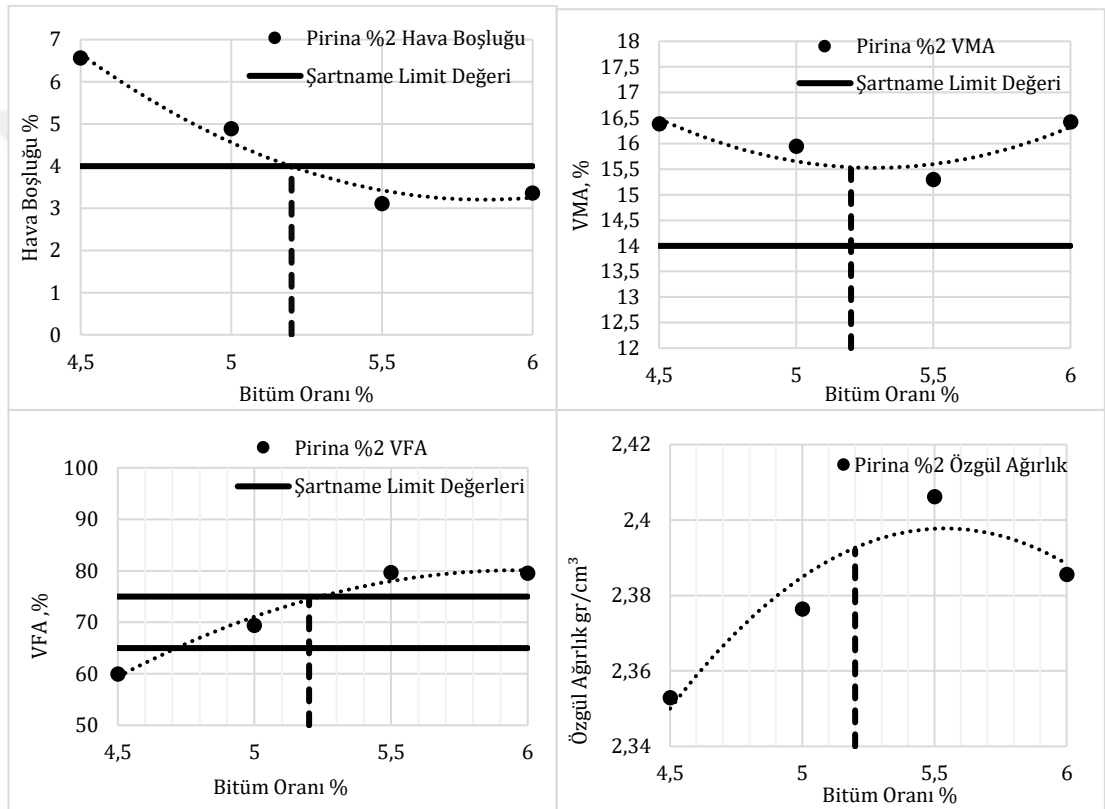 Pirina %2 Hava Boşluğu
Şartname Limit Değeri
Hava Boşluğu %
7
6
5
4
3
2
1
0
4,5 5 5,5 6
Bitüm Oranı %
Pirina %2 VMA
Şartname Limit Değeri
VMA, %
18
17,5
17
16,5
16
15,5
15
14,5
14
13,5
13
12,5
12
4,5 5 5,5 6
Bitüm Oranı %
Pirina %2 VFA
Şartname Limit Değerleri
VFA ,%
100
90
80
70
60
50
4,5 5 5,5 6
Bitüm Oranı %
Pirina %2 Özgül Ağırlık
Özgül Ağırlık gr/cm³
2,42
2,4
2,38
2,36
2,34
4,5 5 5,5 6
Bitüm Oranı %